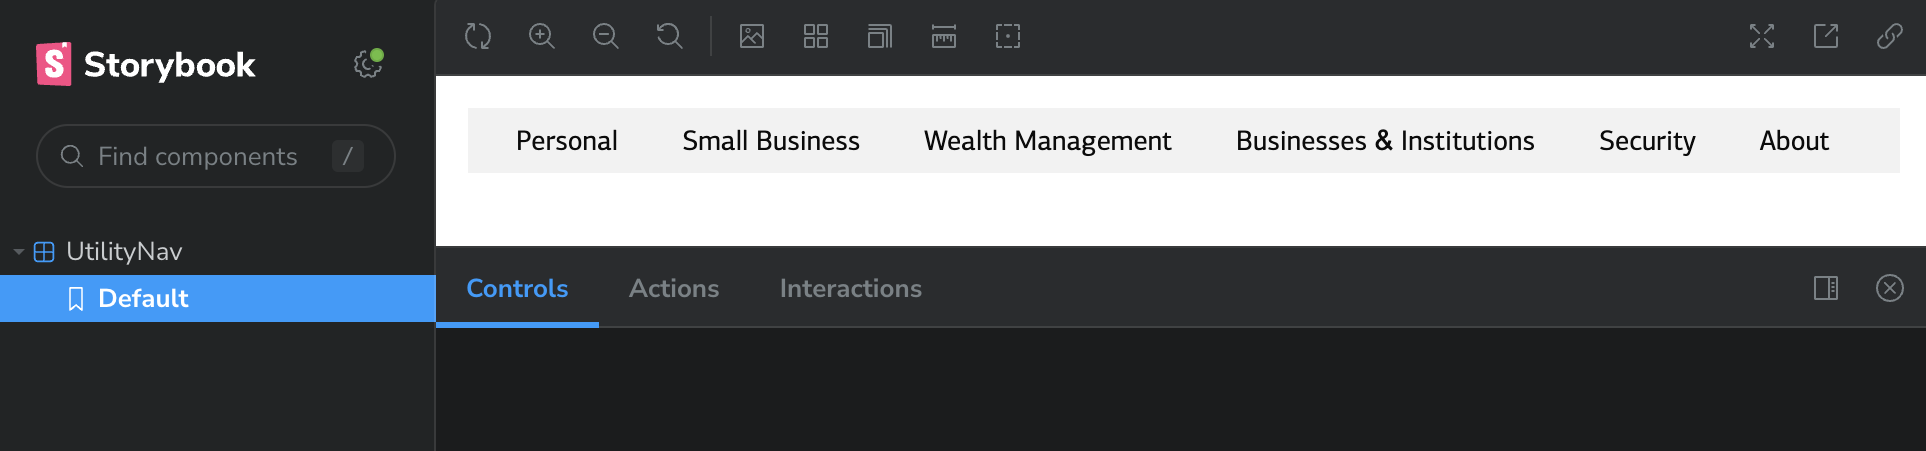 Storybook
Find components /
UtilityNav
Default
Personal Small Business Wealth Management Businesses & Institutions Security About
Controls Actions Interactions